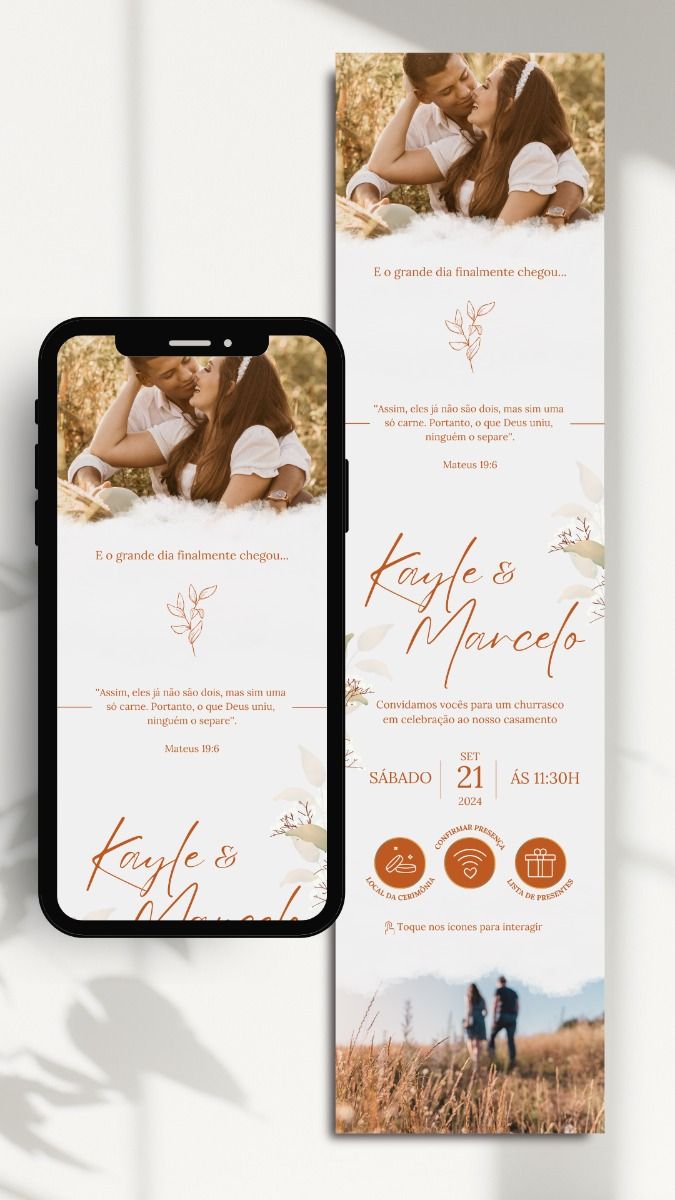 E o grande dia finalmente chegou...
"Assim, eles já não são dois, mas sim uma
só carne. Portanto, o que Deus uniu,
ninguém o separe".
Mateus 19:6
Kayle &
Marcelo
E o grande dia finalmente chegou...
"Assim, eles já não são dois, mas sim uma
só carne. Portanto, o que Deus uniu,
ninguém o separe".
Mateus 19:6
Kayle &
Marcelo
Convidamos vocês para um churrasco
em celebração ao nosso casamento
SET
SÁBADO 21 ÁS 11:30H
2024
LOCAL DA CERIMÔNIA
CONFIRMAR PRESENÇA
LISTA DE PRESENTES
Toque nos icones para interagir